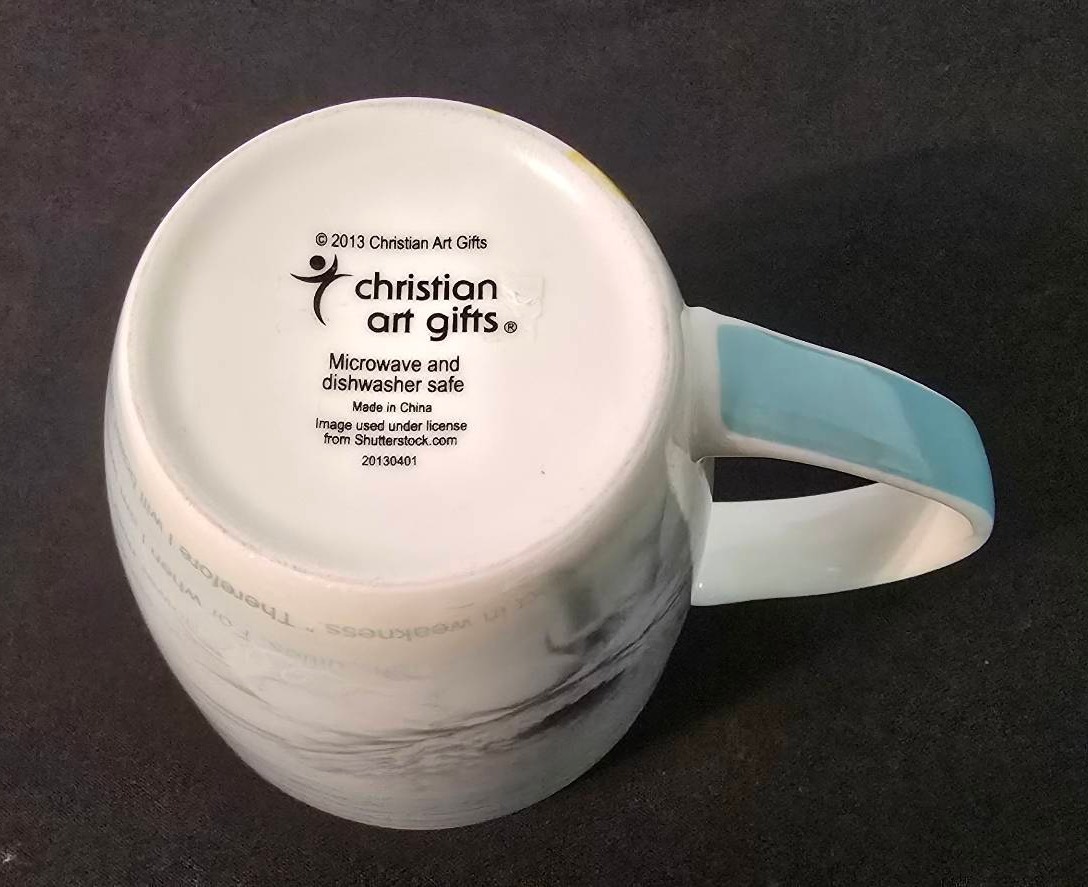 © 2013 Christian Art Gifts
christian
art gifts®
Microwave and
dishwasher safe
Made in China
Image used under license
from Shutterstock.com
20130401
in weakness." Therefore I will
For when I